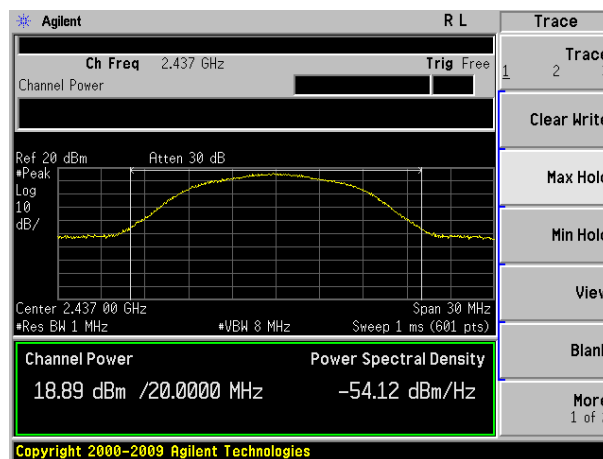 Agilent R L Trace
Ch Freq 2.437 GHz Trig Free
Channel Power
Trace
1 2
Clear Write
Ref 20 dBm Atten 30 dB
#Peak
Log
10
dB/
Max Hold
Min Hold
View
Center 2.437 00 GHz Span 30 MHz
#Res BW 1 MHz #VBW 8 MHz Sweep 1 ms (601 pts)
Blank
Channel Power Power Spectral Density
18.89 dBm /20.0000 MHz -54.12 dBm/Hz
More
1 of
Copyright 2000-2009 Agilent Technologies